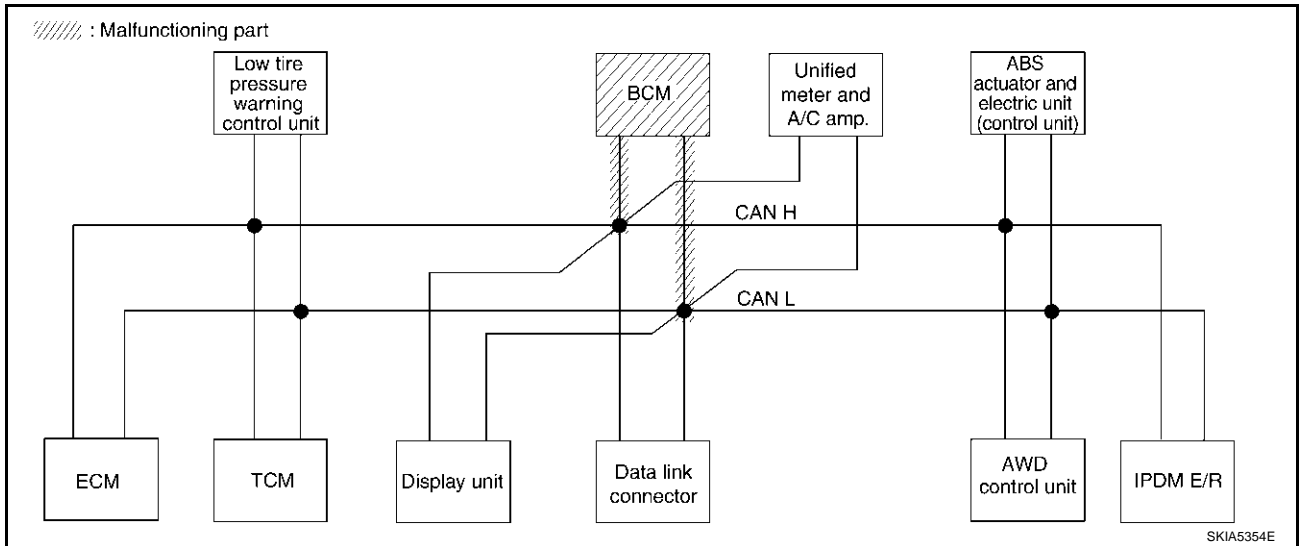 : Malfunctioning part
Low tire
pressure
warning
control unit
BCM
Unified
meter and
A/C amp.
ABS
actuator and
electric unit
(control unit)
CAN H
CAN L
ECM
TCM
Display unit
Data link
connector
AWD
control unit
IPDM E/R
SKIA5354E